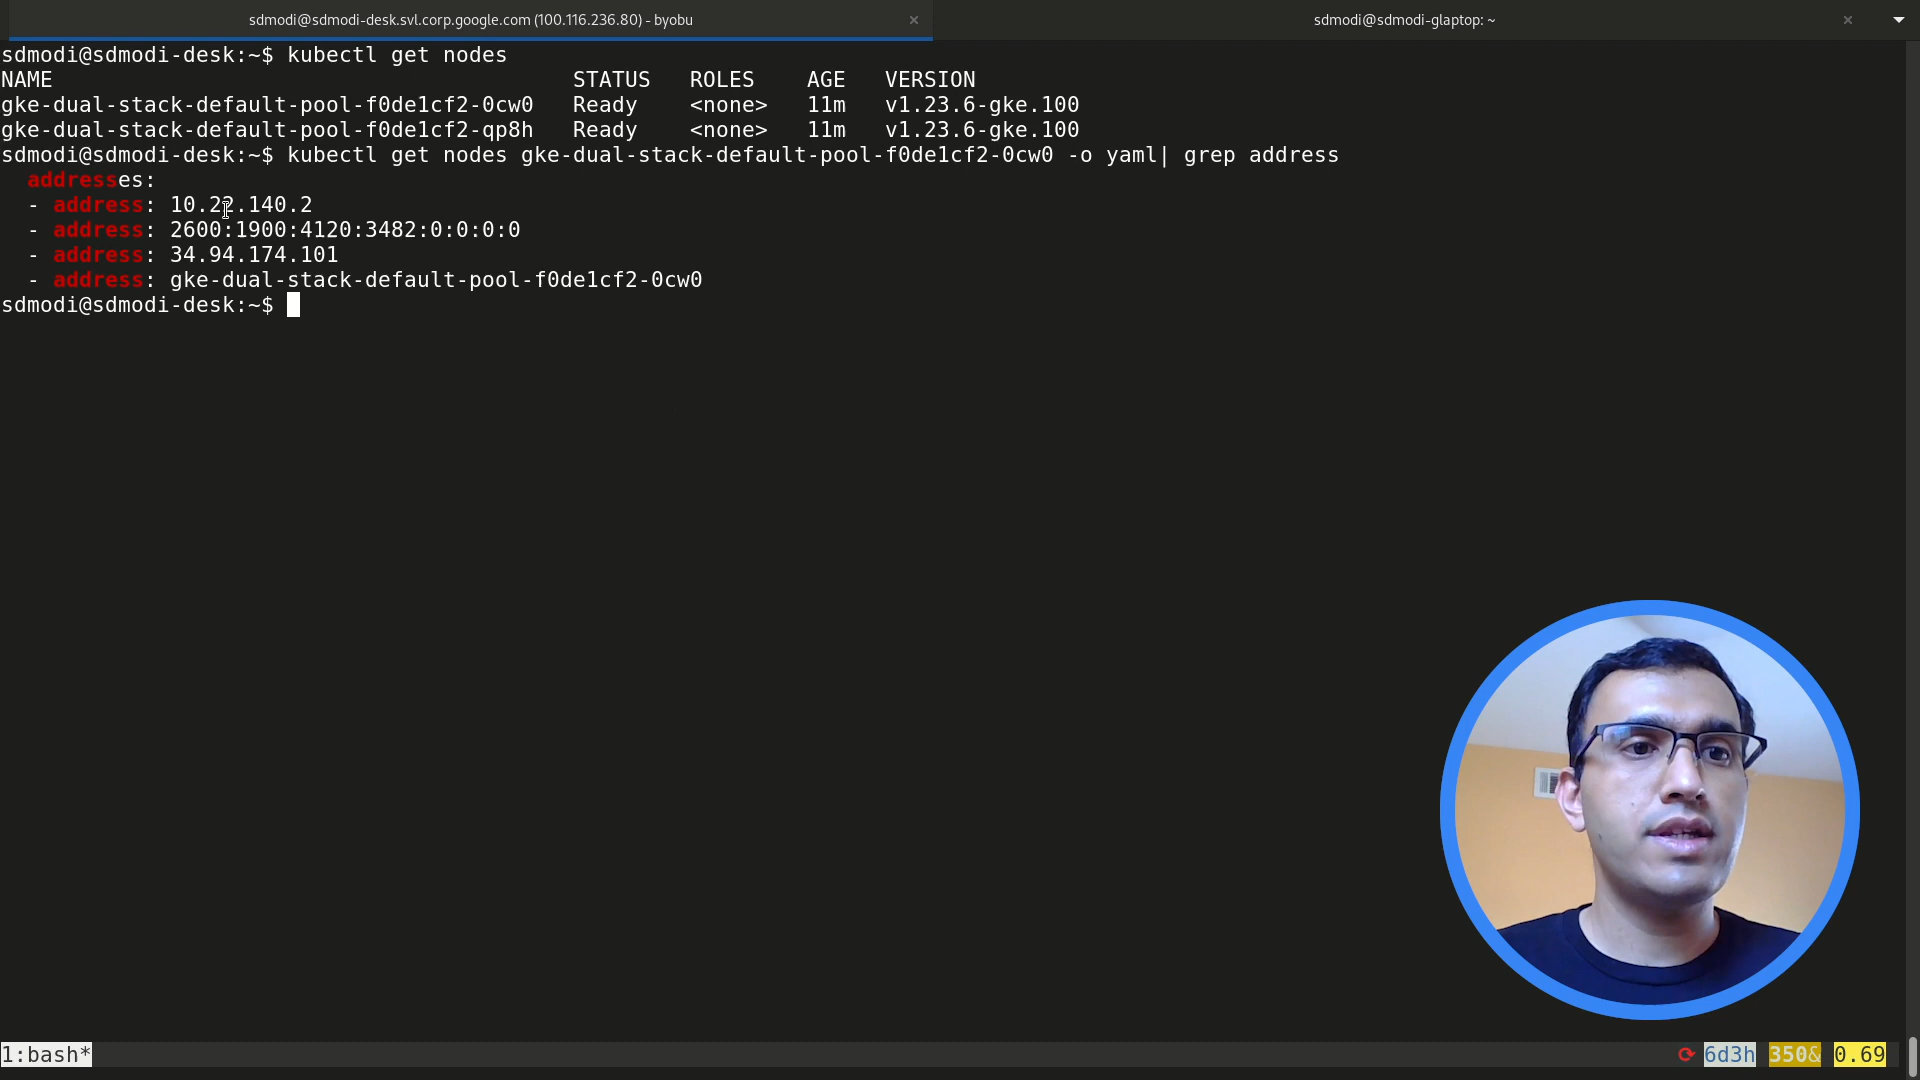 sdmodi@sdmodi-desk.svl.corp.google.com (100.116.236.80) - byobu × sdmodi@sdmodi-glaptop: ~ ×
sdmodi@sdmodi-desk:~$ kubectl get nodes
NAME STATUS ROLES AGE VERSION
gke-dual-stack-default-pool-f0de1cf2-0cw0 Ready <none> 11m v1.23.6-gke.100
gke-dual-stack-default-pool-f0de1cf2-qp8h Ready <none> 11m v1.23.6-gke.100
sdmodi@sdmodi-desk:~$ kubectl get nodes gke-dual-stack-default-pool-f0de1cf2-0cw0 -o yaml| grep address
addresses:
- address: 10.22.140.2
- address: 2600:1900:4120:3482:0:0:0:0
- address: 34.94.174.101
- address: gke-dual-stack-default-pool-f0de1cf2-0cw0
sdmodi@sdmodi-desk:~$
1:bash* 6d3h 350& 0.69